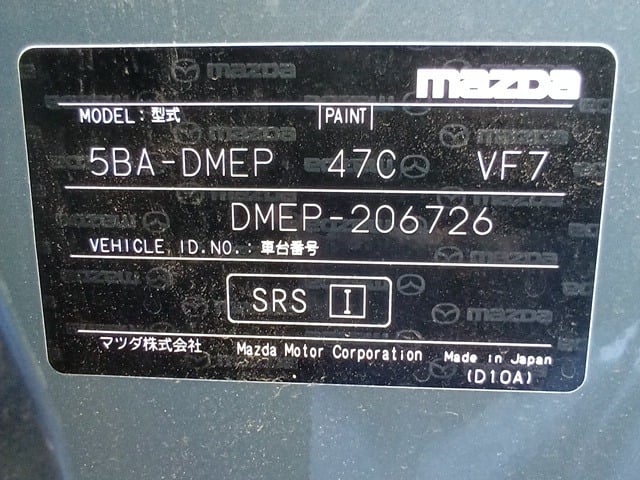 mazda
MODEL:型式 PAINT
5BA-DMEP 47C VF7
DMEP-206726
VEHICLE I.D.NO.:車台番号
SRS I
マツダ株式会社 Mazda Motor Corporation Made in Japan
(D10A)